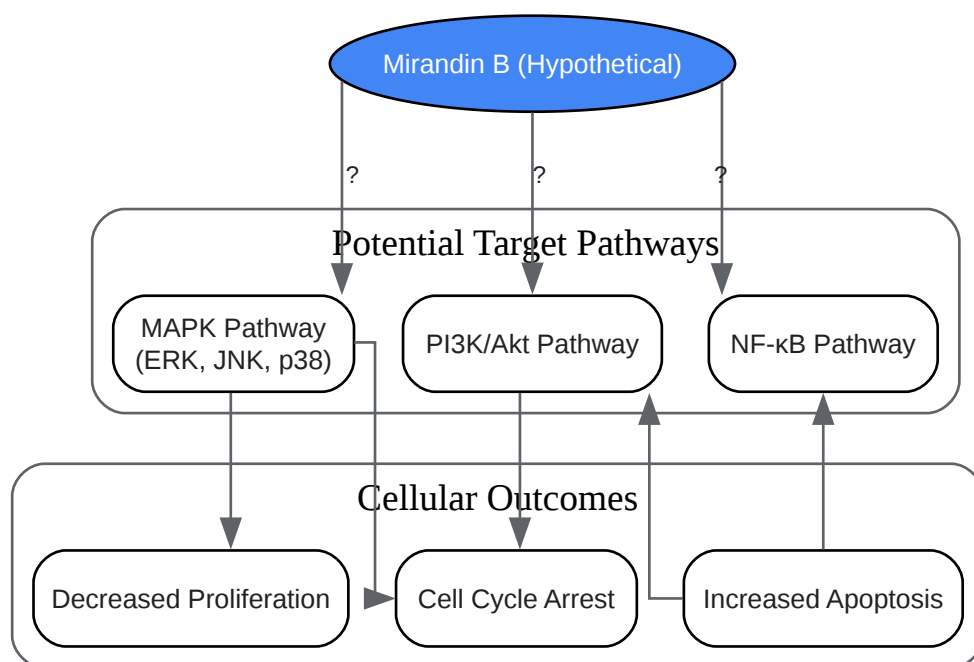 Mirandin B (Hypothetical)
?
?
?
Potential Target Pathways
MAPK Pathway
(ERK, JNK, p38)
PI3K/Akt Pathway
NF-κB Pathway
Cellular Outcomes
Decreased Proliferation
Cell Cycle Arrest
Increased Apoptosis